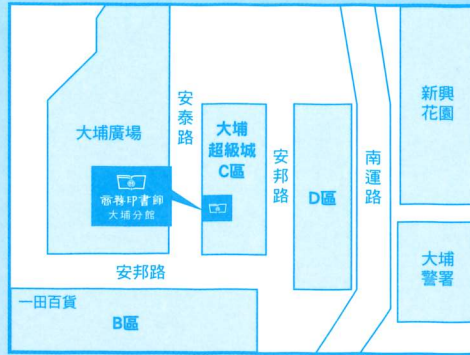 大埔廣場
安泰路
大埔
超級城
C區
安邦路
D區
南運路
新興
花園
商務印書館
大埔分館
大埔
警署
安邦路
一田百貨
B區